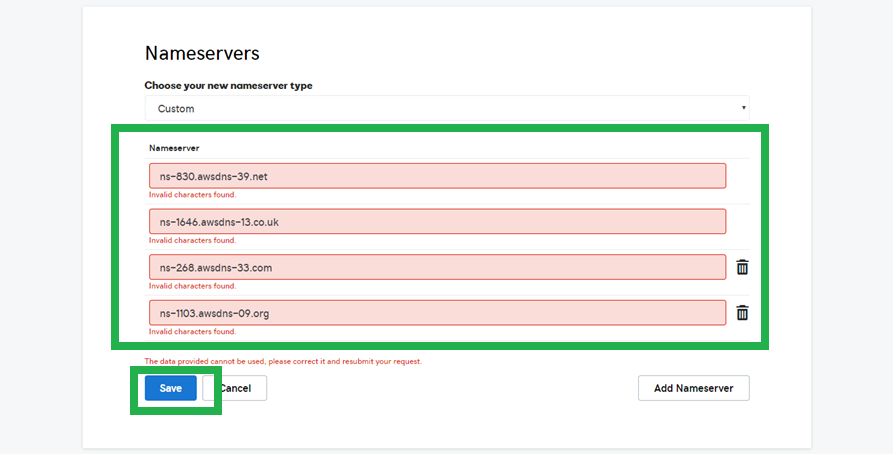 Nameservers
Choose your new nameserver type
Custom
Nameserver
ns-830.awsdns-39.net
Invalid characters found.
ns-1646.awsdns-13.co.uk
Invalid characters found.
ns-268.awsdns-33.com
Invalid characters found.
ns-1103.awsdns-09.org
Invalid characters found.
The data provided cannot be used, please correct it and resubmit your request.
Save Cancel Add Nameserver